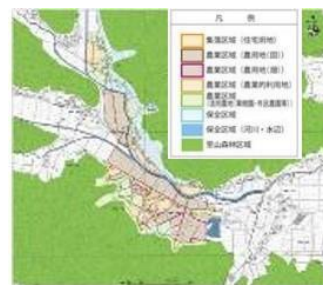 凡例
集落区域（住宅用地）
農業区域（農用地（田））
農業区域（農用地（畑））
農業区域（農業的利用地）
農業区域
保全区域
保全区域（河川・水辺）
里山森林区域